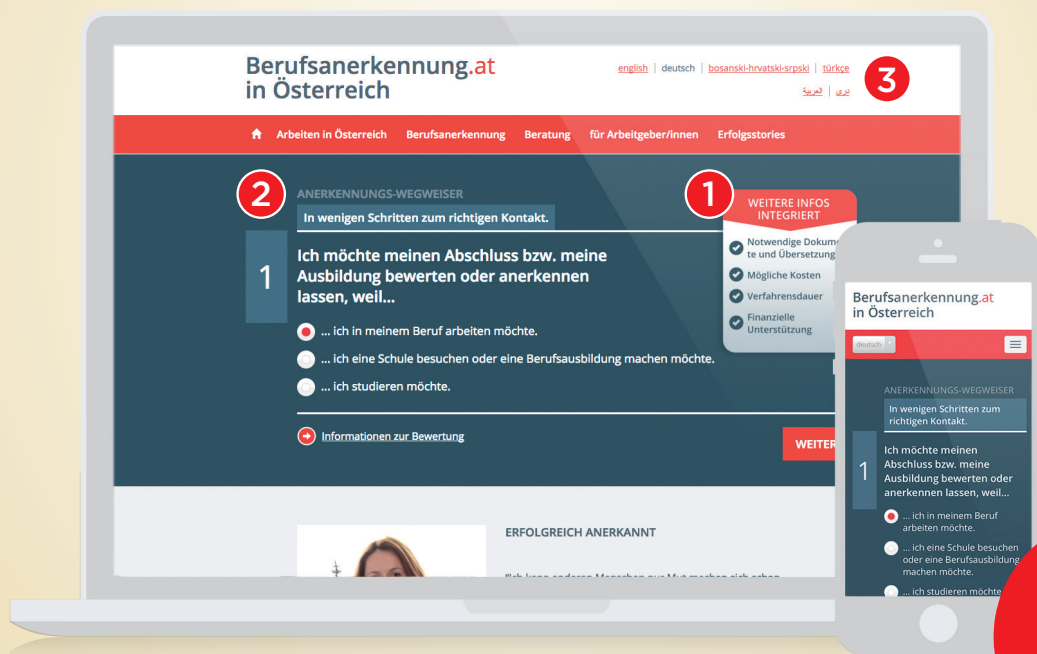 Berufsanerkennung.at
in Österreich
english | deutsch | bosanski-hrvatski-srpski | türkçe
دری | العربية
3
Arbeiten in Österreich Berufsanerkennung Beratung für Arbeitgeber/innen Erfolgsstories
2
ANERKENNUNGS-WEGWEISER
In wenigen Schritten zum richtigen Kontakt.
1
Ich möchte meinen Abschluss bzw. meine
Ausbildung bewerten oder anerkennen
lassen, weil...
... ich in meinem Beruf arbeiten möchte.
... ich eine Schule besuchen oder eine Berufsausbildung machen möchte.
... ich studieren möchte.
Informationen zur Bewertung
WEITER
1
WEITERE INFOS
INTEGRIERT
Notwendige Dokum
te und Übersetzung
Mögliche Kosten
Verfahrensdauer
Finanzielle
Unterstützung
ERFOLGREICH ANERKANNT
Berufsanerkennung.at
in Österreich
deutsch
ANERKENNUNGS-WEGWEISER
In wenigen Schritten zum
richtigen Kontakt.
1
Ich möchte meinen
Abschluss bzw. meine
Ausbildung bewerten oder
anerkennen lassen, weil...
... ich in meinem Beruf
arbeiten möchte.
... ich eine Schule besuchen
oder eine Berufsausbildung
machen möchte.
... ich studieren möchte